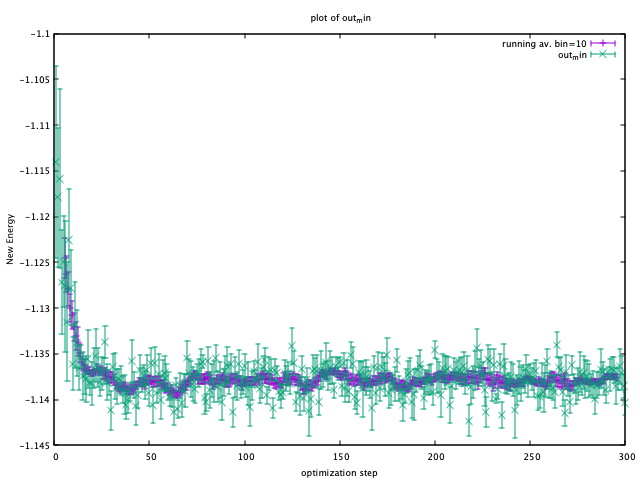 plot of outmin
running av. bin=10
outmin
-1.1
-1.105
-1.11
-1.115
-1.12
-1.125
-1.13
-1.135
-1.14
-1.145
New Energy
0 50 100 150 200 250 300
optimization step